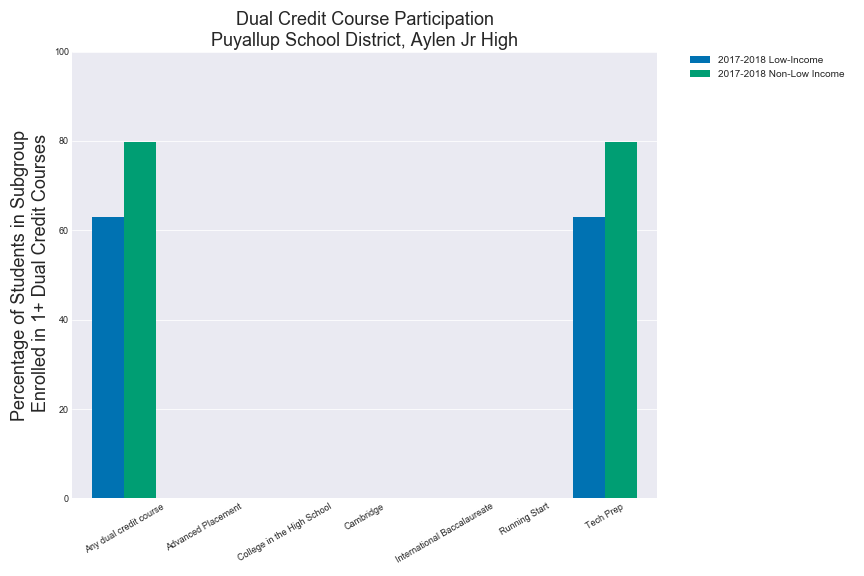 Dual Credit Course Participation
Puyallup School District, Aylen Jr High
2017-2018 Low-Income
2017-2018 Non-Low Income
Percentage of Students in Subgroup
Enrolled in 1+ Dual Credit Courses
100
80
60
40
20
0
Any dual credit course
Advanced Placement
College in the High School
Cambridge
International Baccalaureate
Running Start
Tech Prep